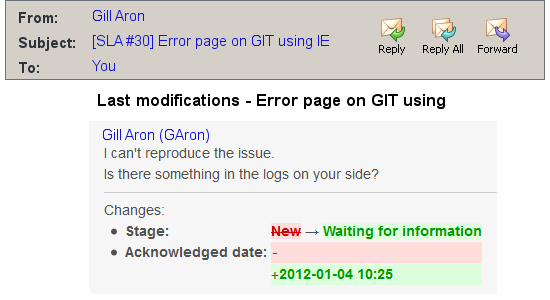 From: Gill Aron
Subject: [SLA #30] Error page on GIT using IE
To: You
Reply Reply All Forward
Last modifications - Error page on GIT using
Gill Aron (GAron)
I can't reproduce the issue.
Is there something in the logs on your side?
Changes:
• Stage: New → Waiting for information
• Acknowledged date: -
+2012-01-04 10:25